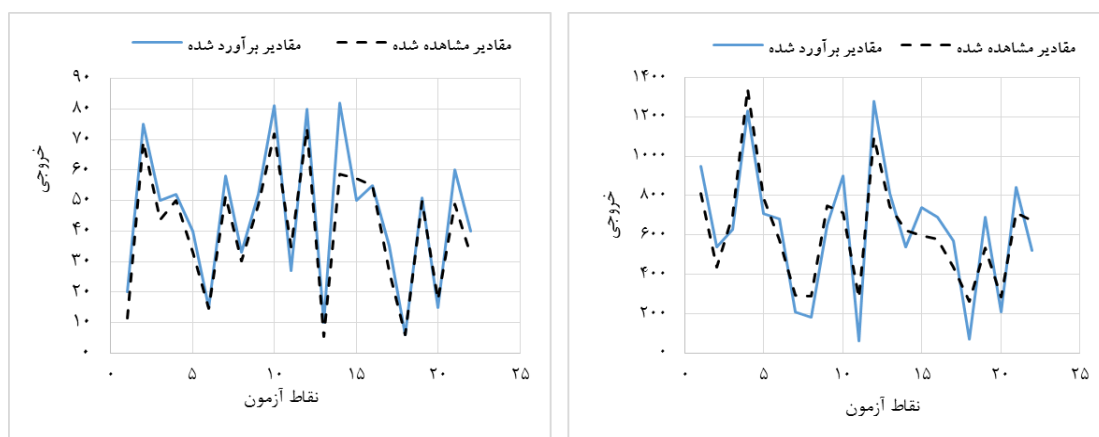 مقادیر برآورد شده مقادیر مشاهده شده
۹۰
۸۰
۷۰
۶۰
۵۰
۴۰
۳۰
۲۰
۱۰
۰
خروجی
۰ ۵ ۱۰ ۱۵ ۲۰ ۲۵
نقاط آزمون
مقادیر برآورد شده مقادیر مشاهده شده
۱۴۰۰
۱۲۰۰
۱۰۰۰
۸۰۰
۶۰۰
۴۰۰
۲۰۰
۰
خروجی
۰ ۵ ۱۰ ۱۵ ۲۰ ۲۵
نقاط آزمون